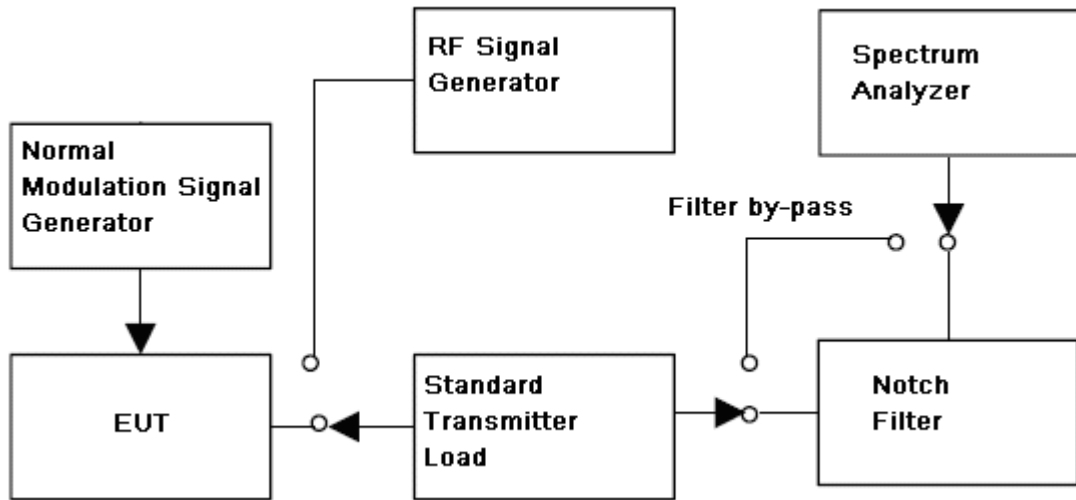 RF Signal
Generator
Spectrum
Analyzer
Normal
Modulation Signal
Generator
Filter by-pass
EUT
Standard
Transmitter
Load
Notch
Filter